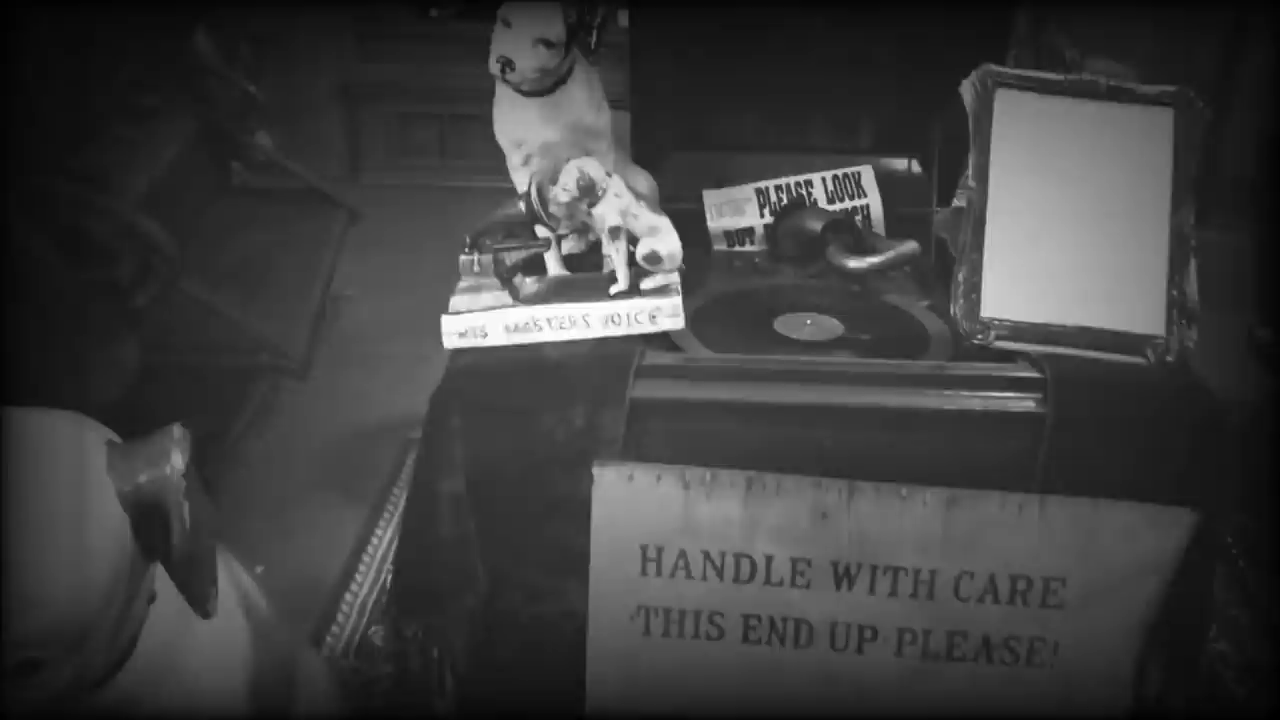 PLEASE LOOK
BUT
HIS MASTERS VOICE
HANDLE WITH CARE
THIS END UP PLEASE!